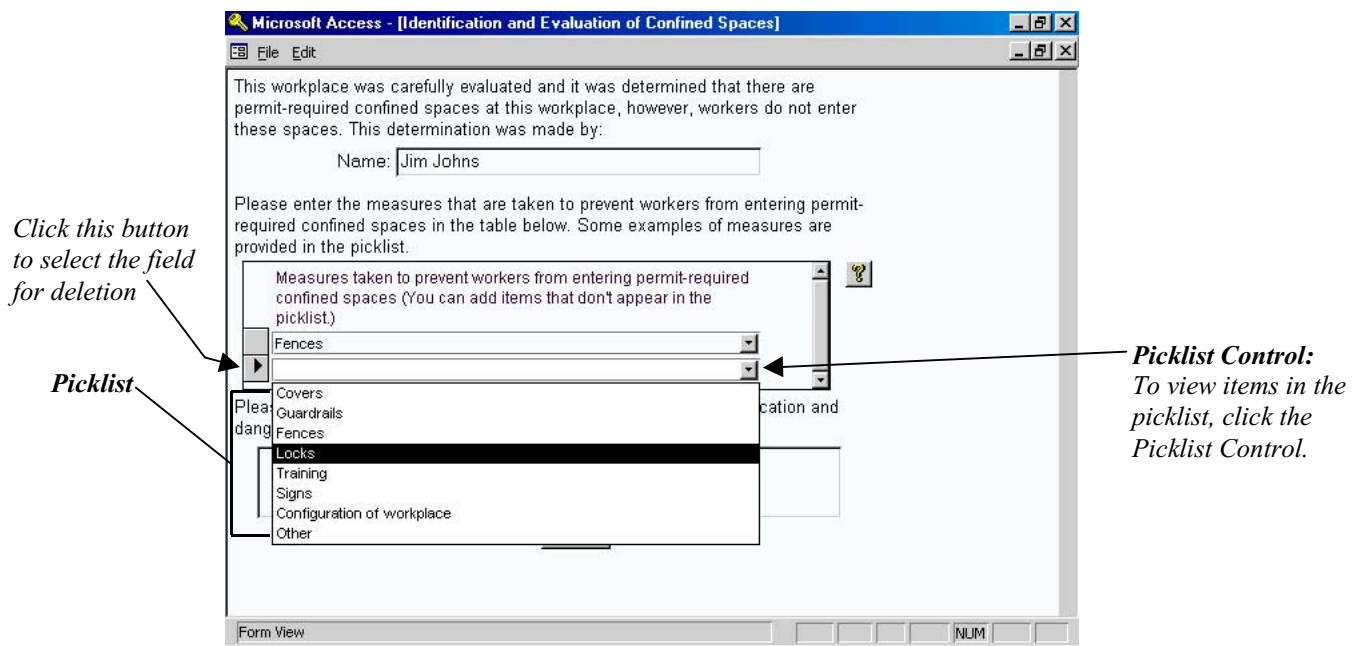 Microsoft Access - [Identification and Evaluation of Confined Spaces]
File Edit
This workplace was carefully evaluated and it was determined that there are
permit-required confined spaces at this workplace, however, workers do not enter
these spaces. This determination was made by:
Name: Jim Johns
Please enter the measures that are taken to prevent workers from entering permit-
required confined spaces in the table below. Some examples of measures are
provided in the picklist.
Click this button
to select the field
for deletion
Measures taken to prevent workers from entering permit-required
confined spaces (You can add items that don't appear in the
picklist.)
?
Fences
Picklist Control:
To view items in the
picklist, click the
Picklist Control.
Picklist
Covers
Guardrails
Fences
Locks
Training
Signs
Configuration of workplace
Other
Plea cation and
dang
Form View
NUM